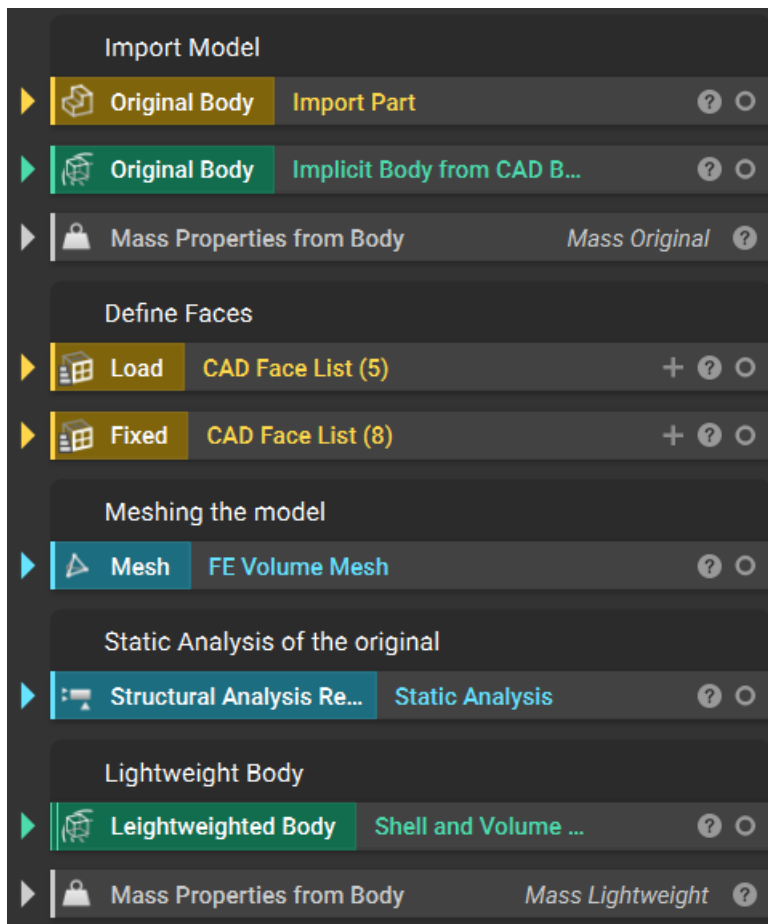 Import Model
Original Body Import Part ?
Original Body Implicit Body from CAD B... ?
Mass Properties from Body Mass Original ?
Define Faces
Load CAD Face List (5) + ?
Fixed CAD Face List (8) + ?
Meshing the model
Mesh FE Volume Mesh ?
Static Analysis of the original
Structural Analysis Re... Static Analysis ?
Lightweight Body
Leightweighted Body Shell and Volume ... ?
Mass Properties from Body Mass Lightweight ?